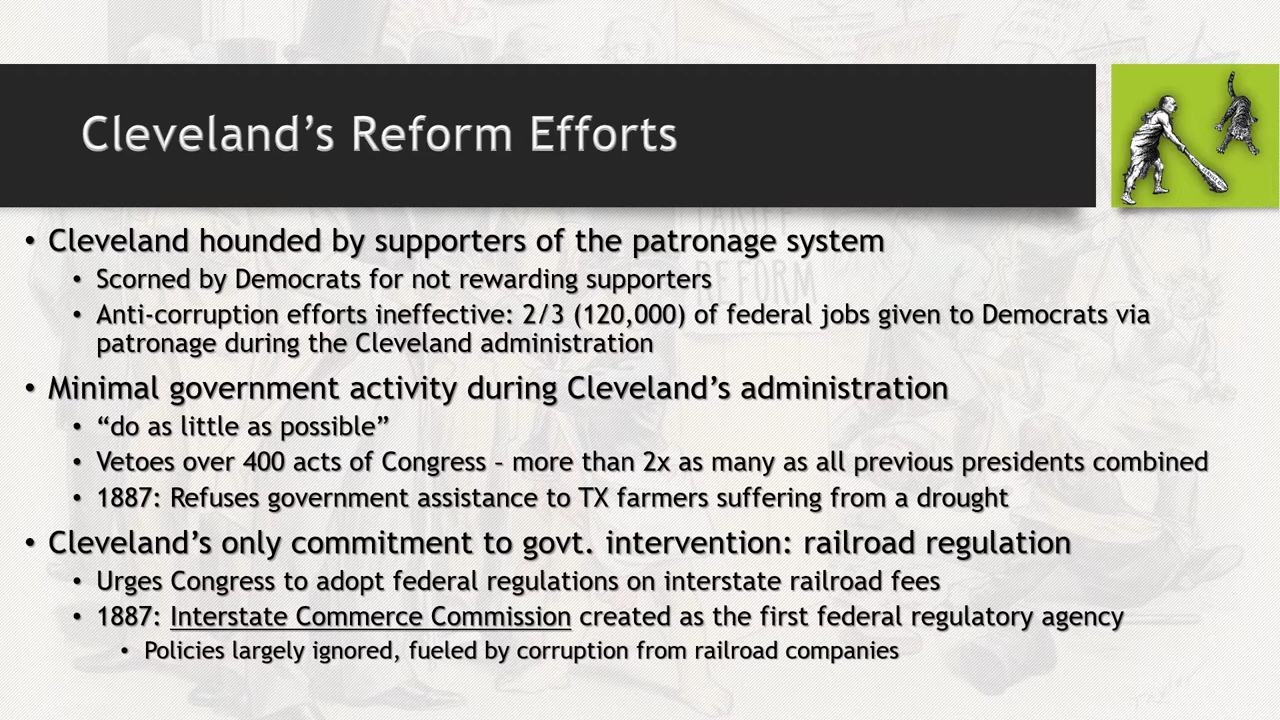 Cleveland’s Reform Efforts
• Cleveland hounded by supporters of the patronage system
• Scorned by Democrats for not rewarding supporters
• Anti-corruption efforts ineffective: 2/3 (120,000) of federal jobs given to Democrats via
patronage during the Cleveland administration
• Minimal government activity during Cleveland’s administration
• “do as little as possible”
• Vetoes over 400 acts of Congress – more than 2x as many as all previous presidents combined
• 1887: Refuses government assistance to TX farmers suffering from a drought
• Cleveland’s only commitment to govt. intervention: railroad regulation
• Urges Congress to adopt federal regulations on interstate railroad fees
• 1887: Interstate Commerce Commission created as the first federal regulatory agency
• Policies largely ignored, fueled by corruption from railroad companies
TARIFF
REFORM